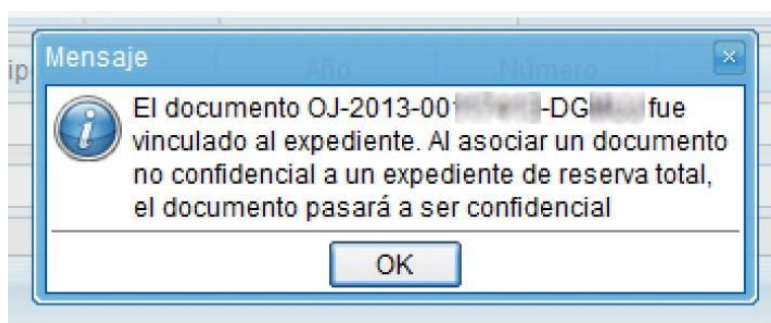 Mensaje
Año Número
El documento OJ-2013-00 -DG fue
vinculado al expediente. Al asociar un documento
no confidencial a un expediente de reserva total,
el documento pasará a ser confidencial
OK